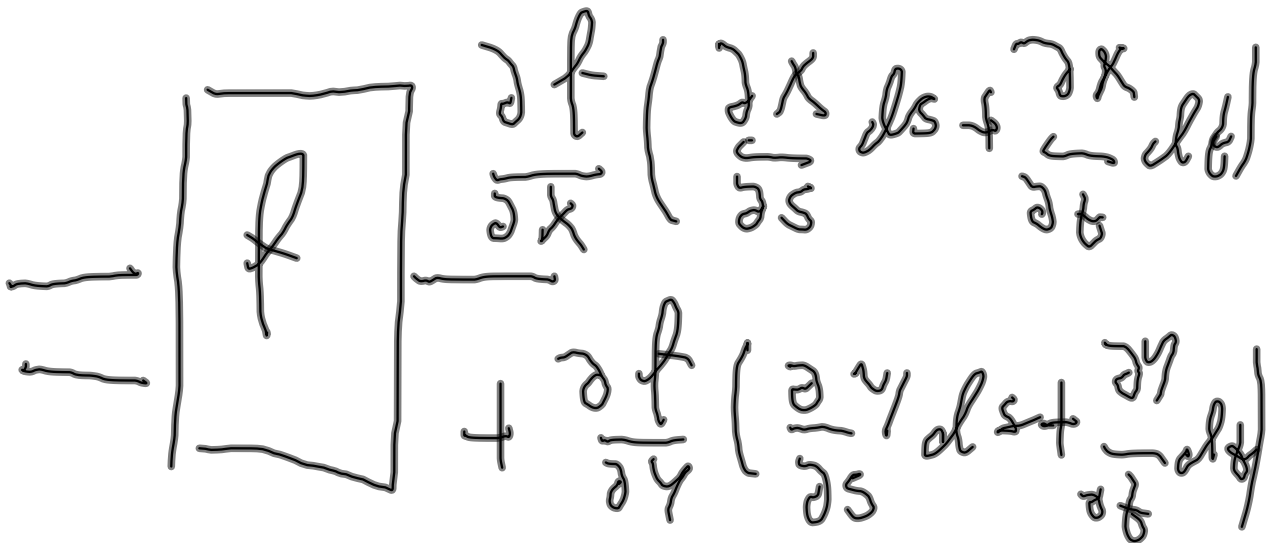 f
∂f/∂x (∂x/∂s ds + ∂x/∂t dt)
+ ∂f/∂y (∂y/∂s ds + ∂y/∂t dt)